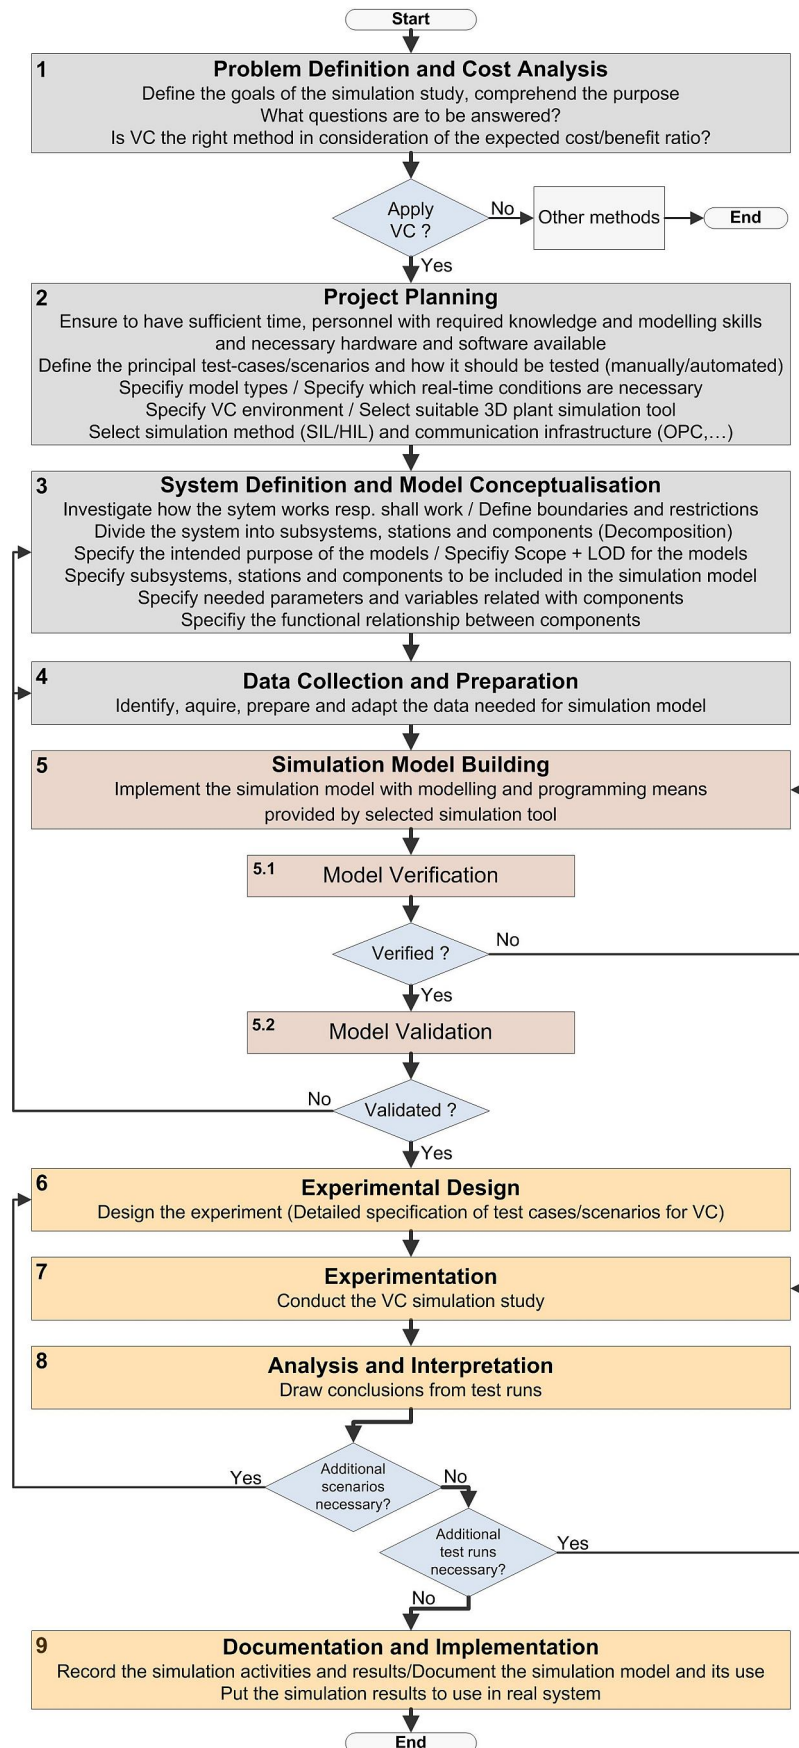 Start
1
Problem Definition and Cost Analysis
Define the goals of the simulation study, comprehend the purpose
What questions are to be answered?
Is VC the right method in consideration of the expected cost/benefit ratio?
Apply
VC ?
No
Other methods
End
Yes
2
Project Planning
Ensure to have sufficient time, personnel with required knowledge and modelling skills
and necessary hardware and software available
Define the principal test-cases/scenarios and how it should be tested (manually/automated)
Specifiy model types / Specify which real-time conditions are necessary
Specify VC environment / Select suitable 3D plant simulation tool
Select simulation method (SIL/HIL) and communication infrastructure (OPC,…)
3
System Definition and Model Conceptualisation
Investigate how the sytem works resp. shall work / Define boundaries and restrictions
Divide the system into subsystems, stations and components (Decomposition)
Specify the intended purpose of the models / Specifiy Scope + LOD for the models
Specify subsystems, stations and components to be included in the simulation model
Specify needed parameters and variables related with components
Specifiy the functional relationship between components
4
Data Collection and Preparation
Identify, aquire, prepare and adapt the data needed for simulation model
5
Simulation Model Building
Implement the simulation model with modelling and programming means
provided by selected simulation tool
5.1
Model Verification
Verified ?
No
Yes
5.2
Model Validation
No
Validated ?
Yes
6
Experimental Design
Design the experiment (Detailed specification of test cases/scenarios for VC)
7
Experimentation
Conduct the VC simulation study
8
Analysis and Interpretation
Draw conclusions from test runs
Yes
Additional
scenarios
necessary?
No
Additional
test runs
necessary?
Yes
No
9
Documentation and Implementation
Record the simulation activities and results/Document the simulation model and its use
Put the simulation results to use in real system
End